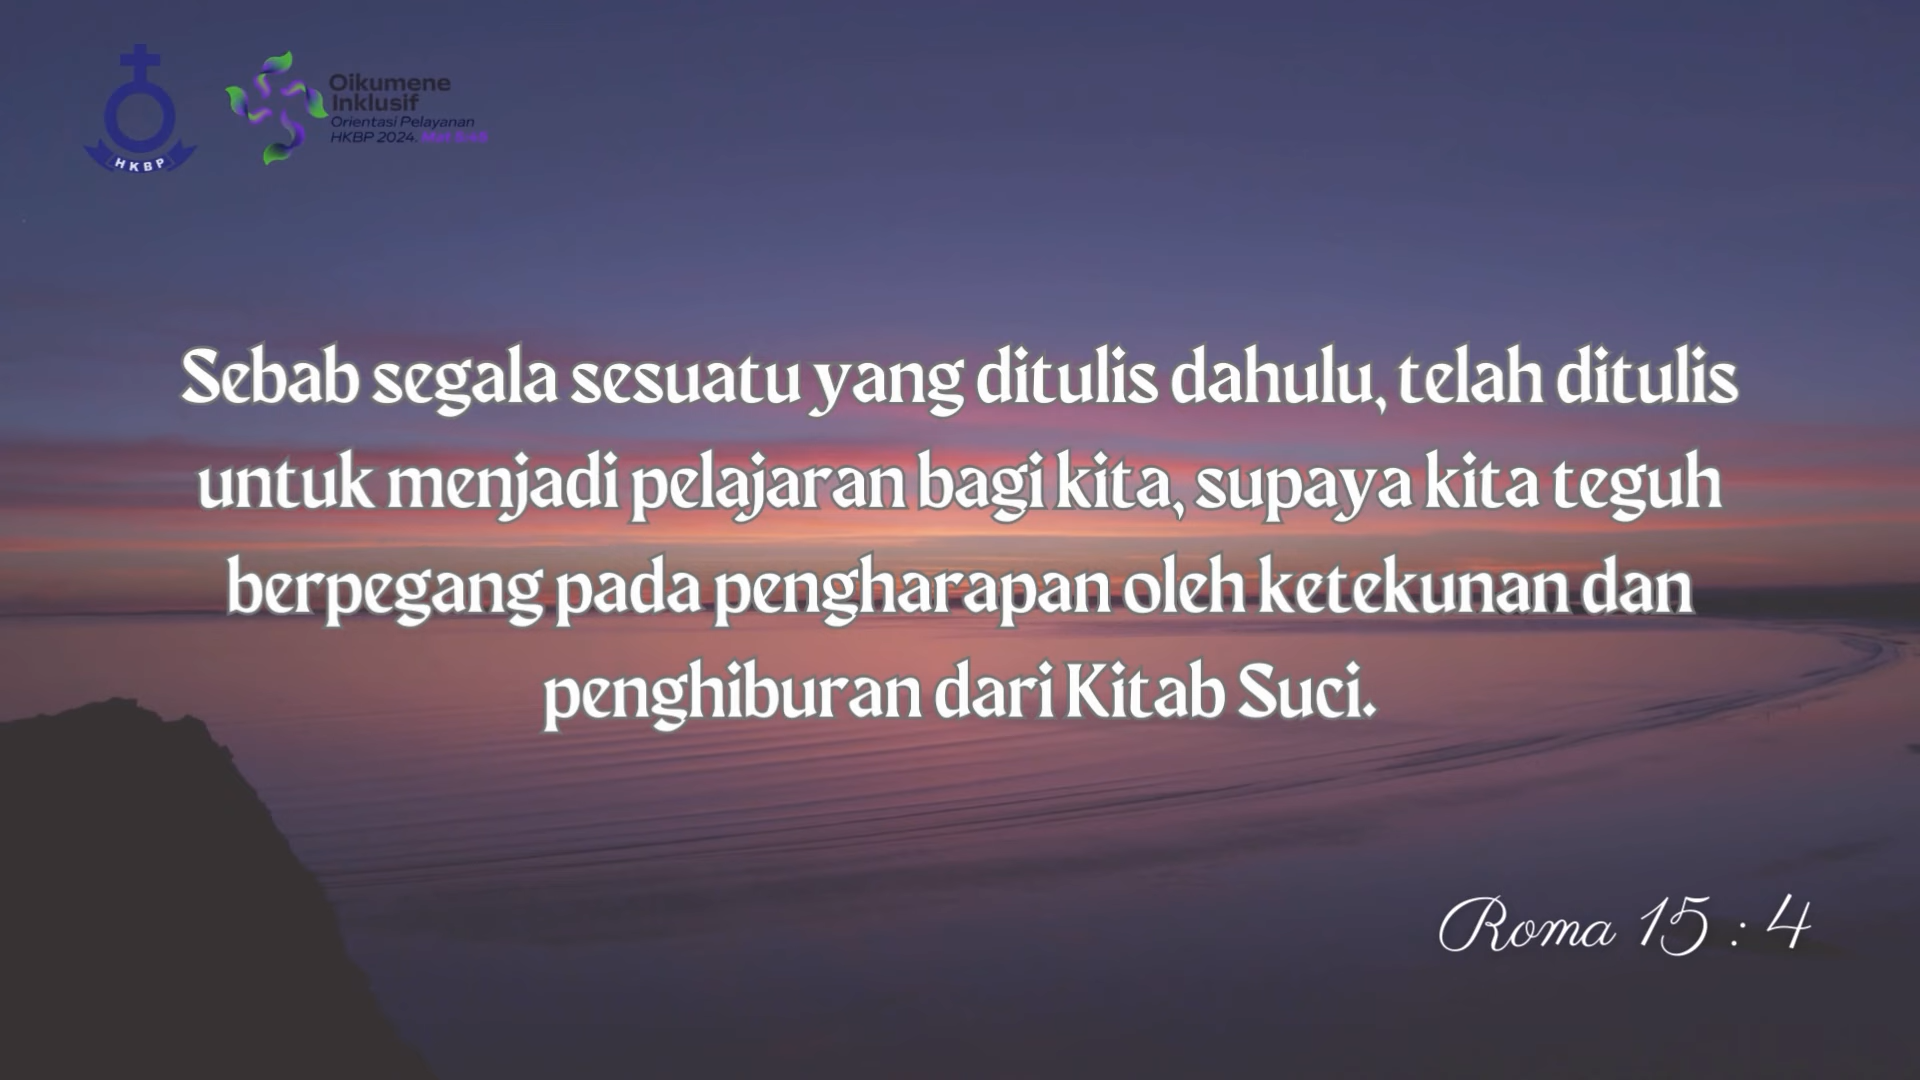 HKBP
Oikumene
Inklusif
Orientasi Pelayanan
HKBP 2024.
Sebab segala sesuatu yang ditulis dahulu, telah ditulis
untuk menjadi pelajaran bagi kita, supaya kita teguh
berpegang pada pengharapan oleh ketekunan dan
penghiburan dari Kitab Suci.
Roma 15 : 4